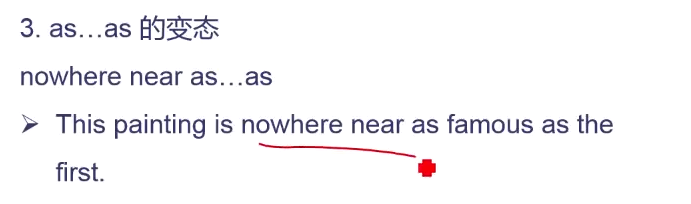 3. as…as 的变态
nowhere near as…as
➢ This painting is nowhere near as famous as the
first.